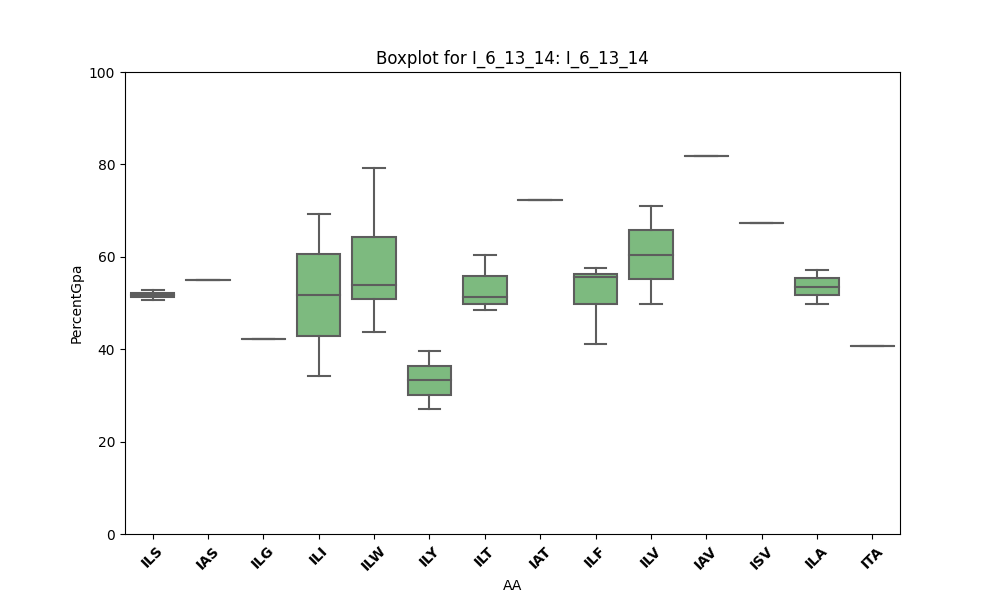 Boxplot for I_6_13_14: I_6_13_14
100
80
60
40
20
0
PercentGpa
ILS IAS ILG ILI ILW ILY ILT IAT ILF ILV IAV ISV ILA ITA
AA